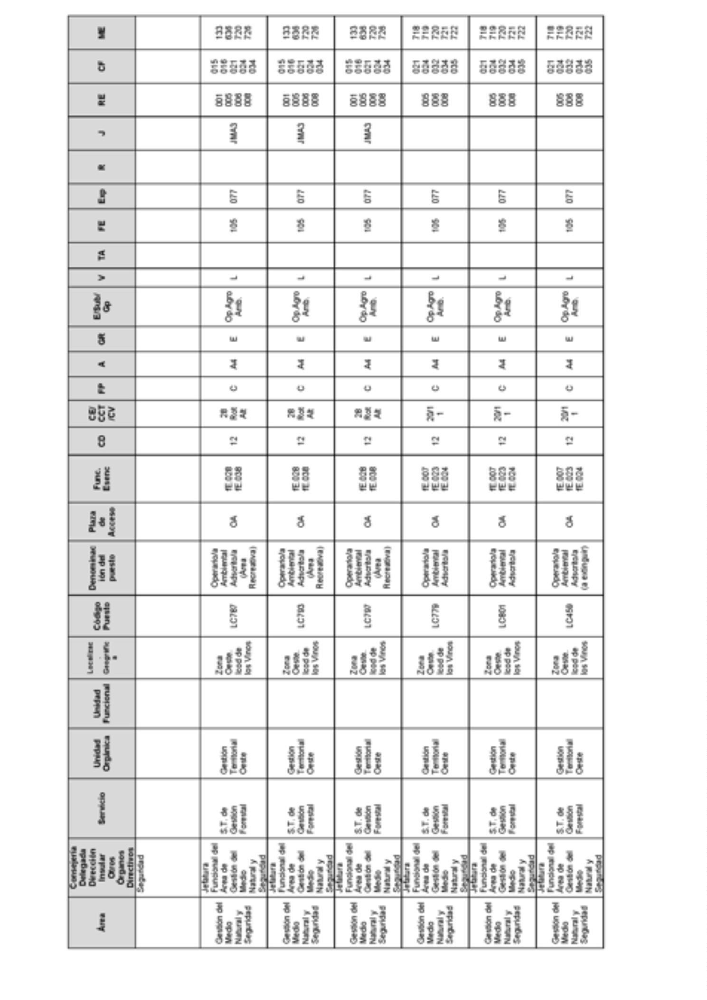 Área
Consejería
Delegada
Dirección
Insular
Otros
Órganos
Directivos
Servicio
Unidad
Orgánica
Unidad
Funcional
Localizac
.
Geográfic
a
Código
Puesto
Denominac
ión del
puesto
Plaza
de
Acceso
Func.
Esenc
CD
CE/
CCT
/CV
FP
A
GR
E/Sub/
Gp
V
TA
FE
Exp
R
J
RE
CF
ME
Seguridad
Gestión del
Medio
Natural y
Seguridad
Jefatura
Funcional del
Área de
Gestión del
Medio
Natural y
Seguridad
S.T. de
Gestión
Forestal
Gestión
Territorial
Oeste
Zona
Oeste.
Icod de
los Vinos
LC787
Operario/a
Ambiental
Adscrito/a
(Área
Recreativa)
OA
fE.028
fE.038
12
28
Rot
Alt
C
A4
E
Op.Agro
Amb.
L
105
077
JMA3
001
005
006
008
015
016
021
024
034
133
636
720
726
Gestión del
Medio
Natural y
Seguridad
Jefatura
Funcional del
Área de
Gestión del
Medio
Natural y
Seguridad
S.T. de
Gestión
Forestal
Gestión
Territorial
Oeste
Zona
Oeste.
Icod de
los Vinos
LC793
Operario/a
Ambiental
Adscrito/a
(Área
Recreativa)
OA
fE.028
fE.038
12
28
Rot
Alt
C
A4
E
Op.Agro
Amb.
L
105
077
JMA3
001
005
006
008
015
016
021
024
034
133
636
720
726
Gestión del
Medio
Natural y
Seguridad
Jefatura
Funcional del
Área de
Gestión del
Medio
Natural y
Seguridad
S.T. de
Gestión
Forestal
Gestión
Territorial
Oeste
Zona
Oeste.
Icod de
los Vinos
LC797
Operario/a
Ambiental
Adscrito/a
(Área
Recreativa)
OA
fE.028
fE.038
12
28
Rot
Alt
C
A4
E
Op.Agro
Amb.
L
105
077
JMA3
001
005
006
008
015
016
021
024
034
133
636
720
726
Gestión del
Medio
Natural y
Seguridad
Jefatura
Funcional del
Área de
Gestión del
Medio
Natural y
Seguridad
S.T. de
Gestión
Forestal
Gestión
Territorial
Oeste
Zona
Oeste.
Icod de
los Vinos
LC779
Operario/a
Ambiental
Adscrito/a
OA
fE.007
fE.023
fE.024
12
20/1
1
C
A4
E
Op.Agro
Amb.
L
105
077
005
006
008
021
024
032
034
035
718
719
720
721
722
Gestión del
Medio
Natural y
Seguridad
Jefatura
Funcional del
Área de
Gestión del
Medio
Natural y
Seguridad
S.T. de
Gestión
Forestal
Gestión
Territorial
Oeste
Zona
Oeste.
Icod de
los Vinos
LC801
Operario/a
Ambiental
Adscrito/a
OA
fE.007
fE.023
fE.024
12
20/1
1
C
A4
E
Op.Agro
Amb.
L
105
077
005
006
008
021
024
032
034
035
718
719
720
721
722
Gestión del
Medio
Natural y
Seguridad
Jefatura
Funcional del
Área de
Gestión del
Medio
Natural y
Seguridad
S.T. de
Gestión
Forestal
Gestión
Territorial
Oeste
Zona
Oeste.
Icod de
los Vinos
LC459
Operario/a
Ambiental
Adscrito/a
(a extinguir)
OA
fE.007
fE.023
fE.024
12
20/1
1
C
A4
E
Op.Agro
Amb.
L
105
077
005
006
008
021
024
032
034
035
718
719
720
721
722